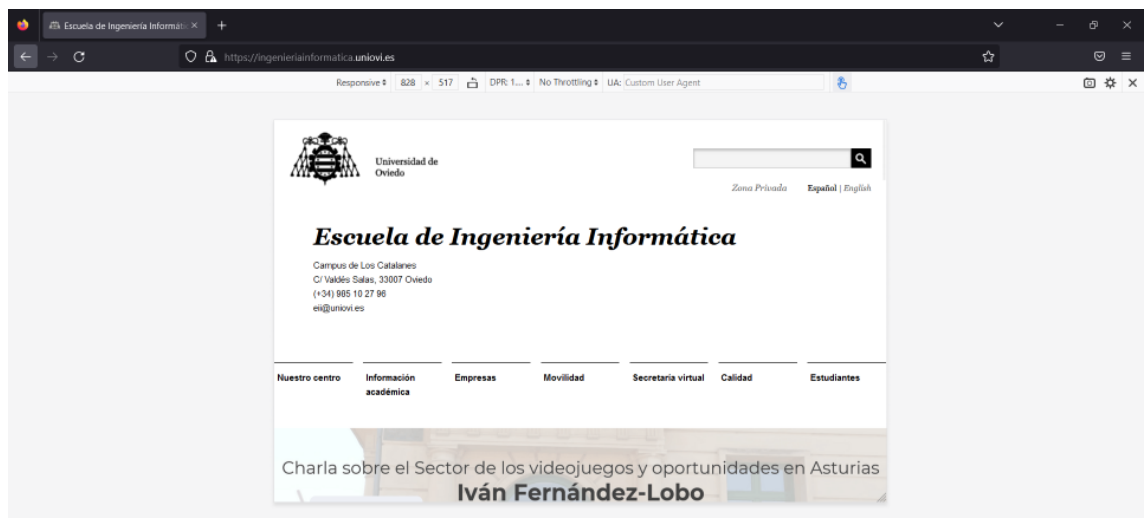 Escuela de Ingeniería Informáti
https://ingenieriainformatica.uniovi.es
Responsive 828 × 517 DPR: 1... No Throttling UA: Custom User Agent
Universidad de
Oviedo
Zona Privada Español | English
Escuela de Ingeniería Informática
Campus de Los Catalanes
C/ Valdés Salas, 33007 Oviedo
(+34) 985 10 27 96
eii@uniovi.es
Nuestro centro Información académica Empresas Movilidad Secretaria virtual Calidad Estudiantes
Charla sobre el Sector de los videojuegos y oportunidades en Asturias
Iván Fernández-Lobo